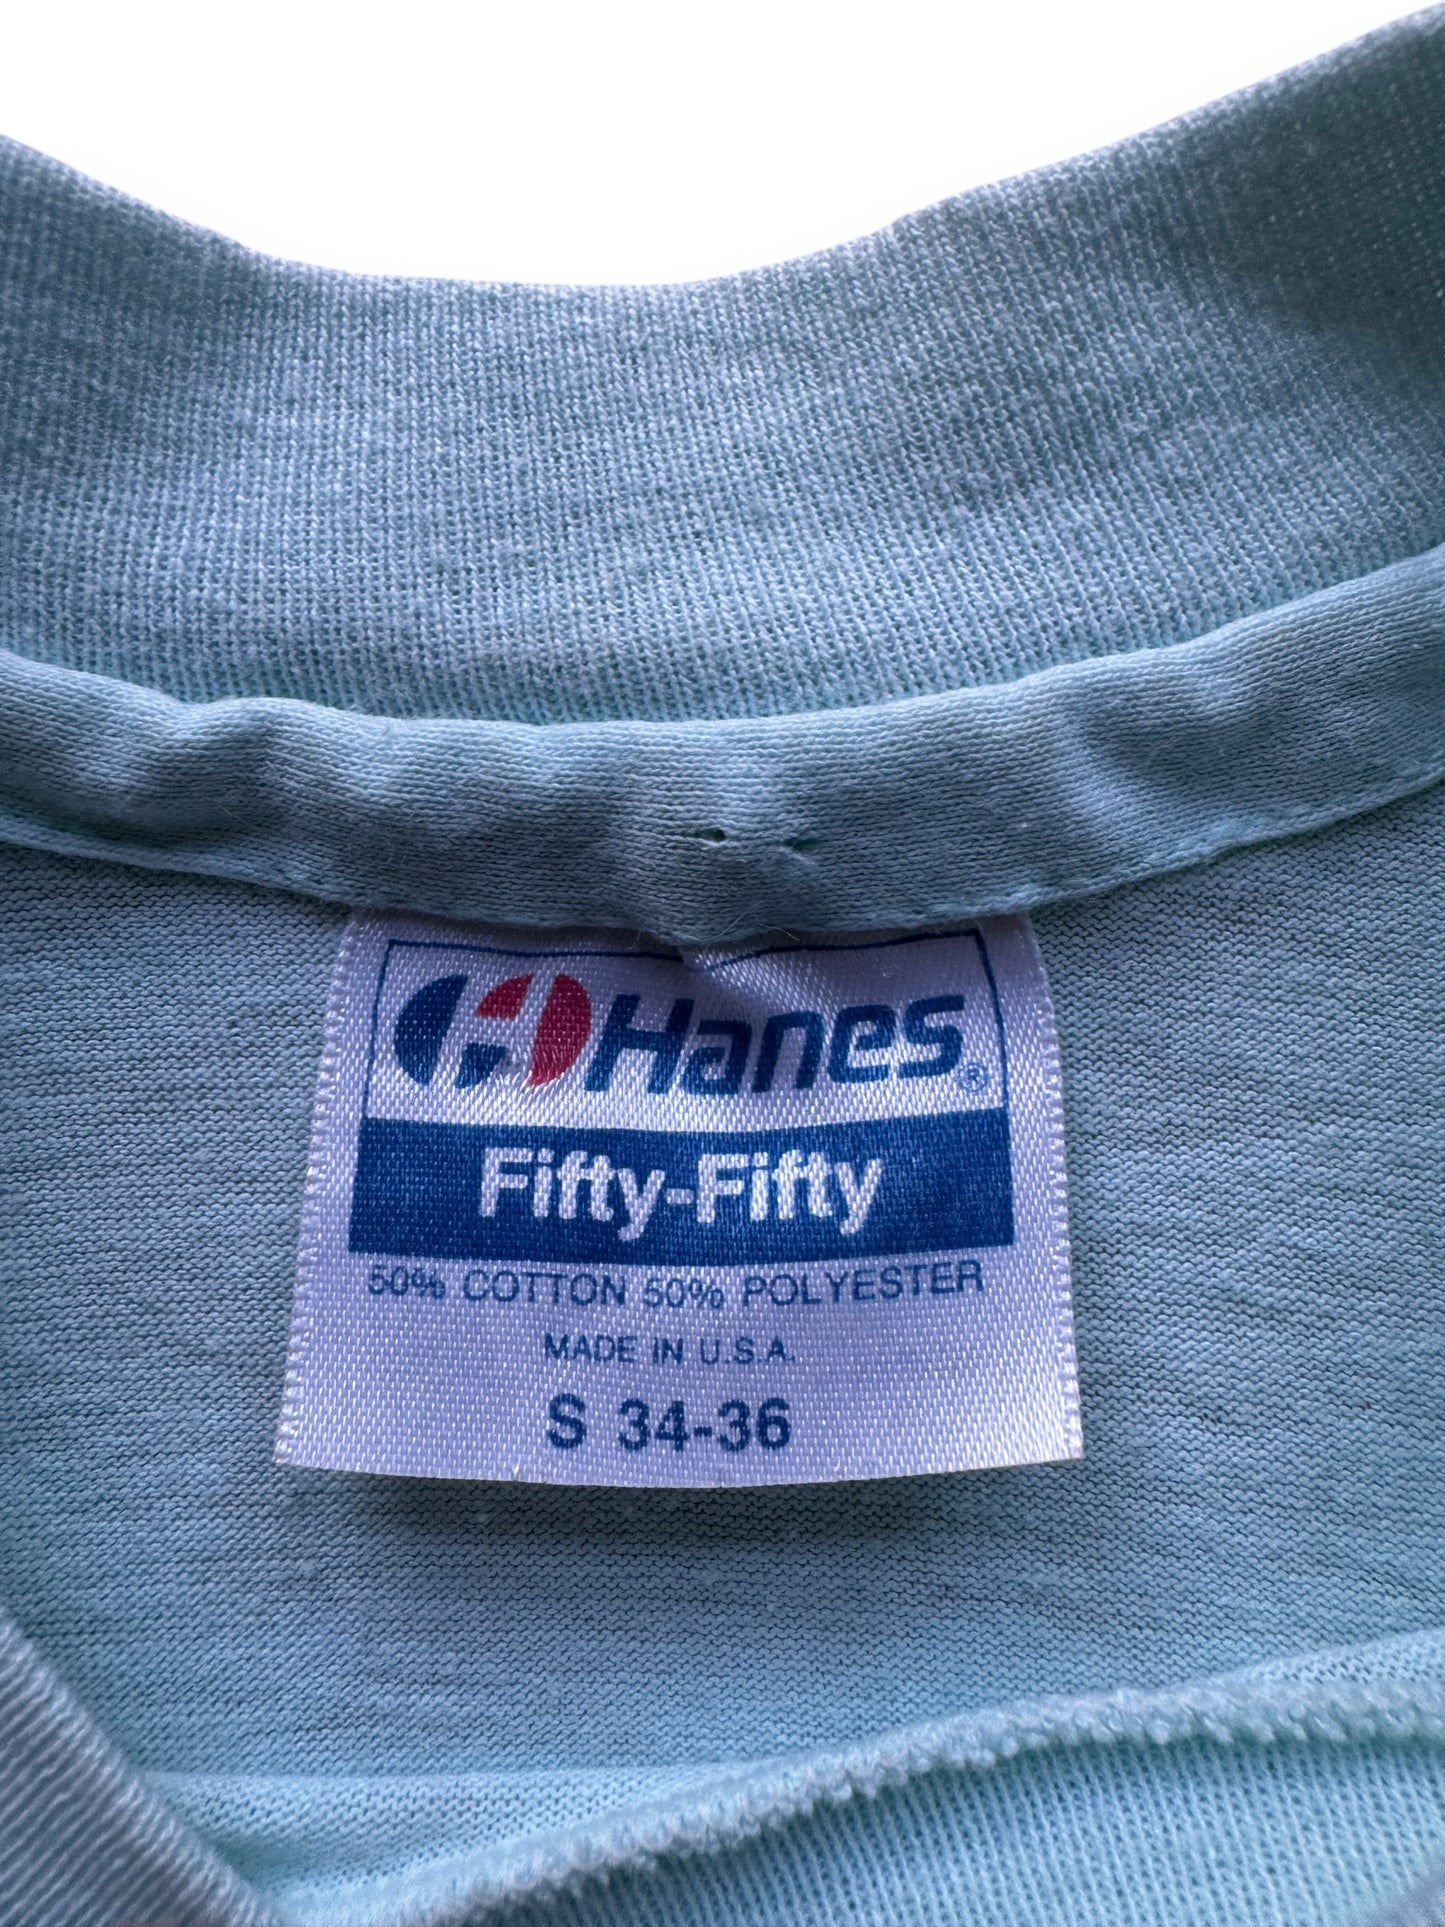 Hanes®
Fifty-Fifty
50% COTTON 50% POLYESTER
MADE IN U.S.A.
S 34-36